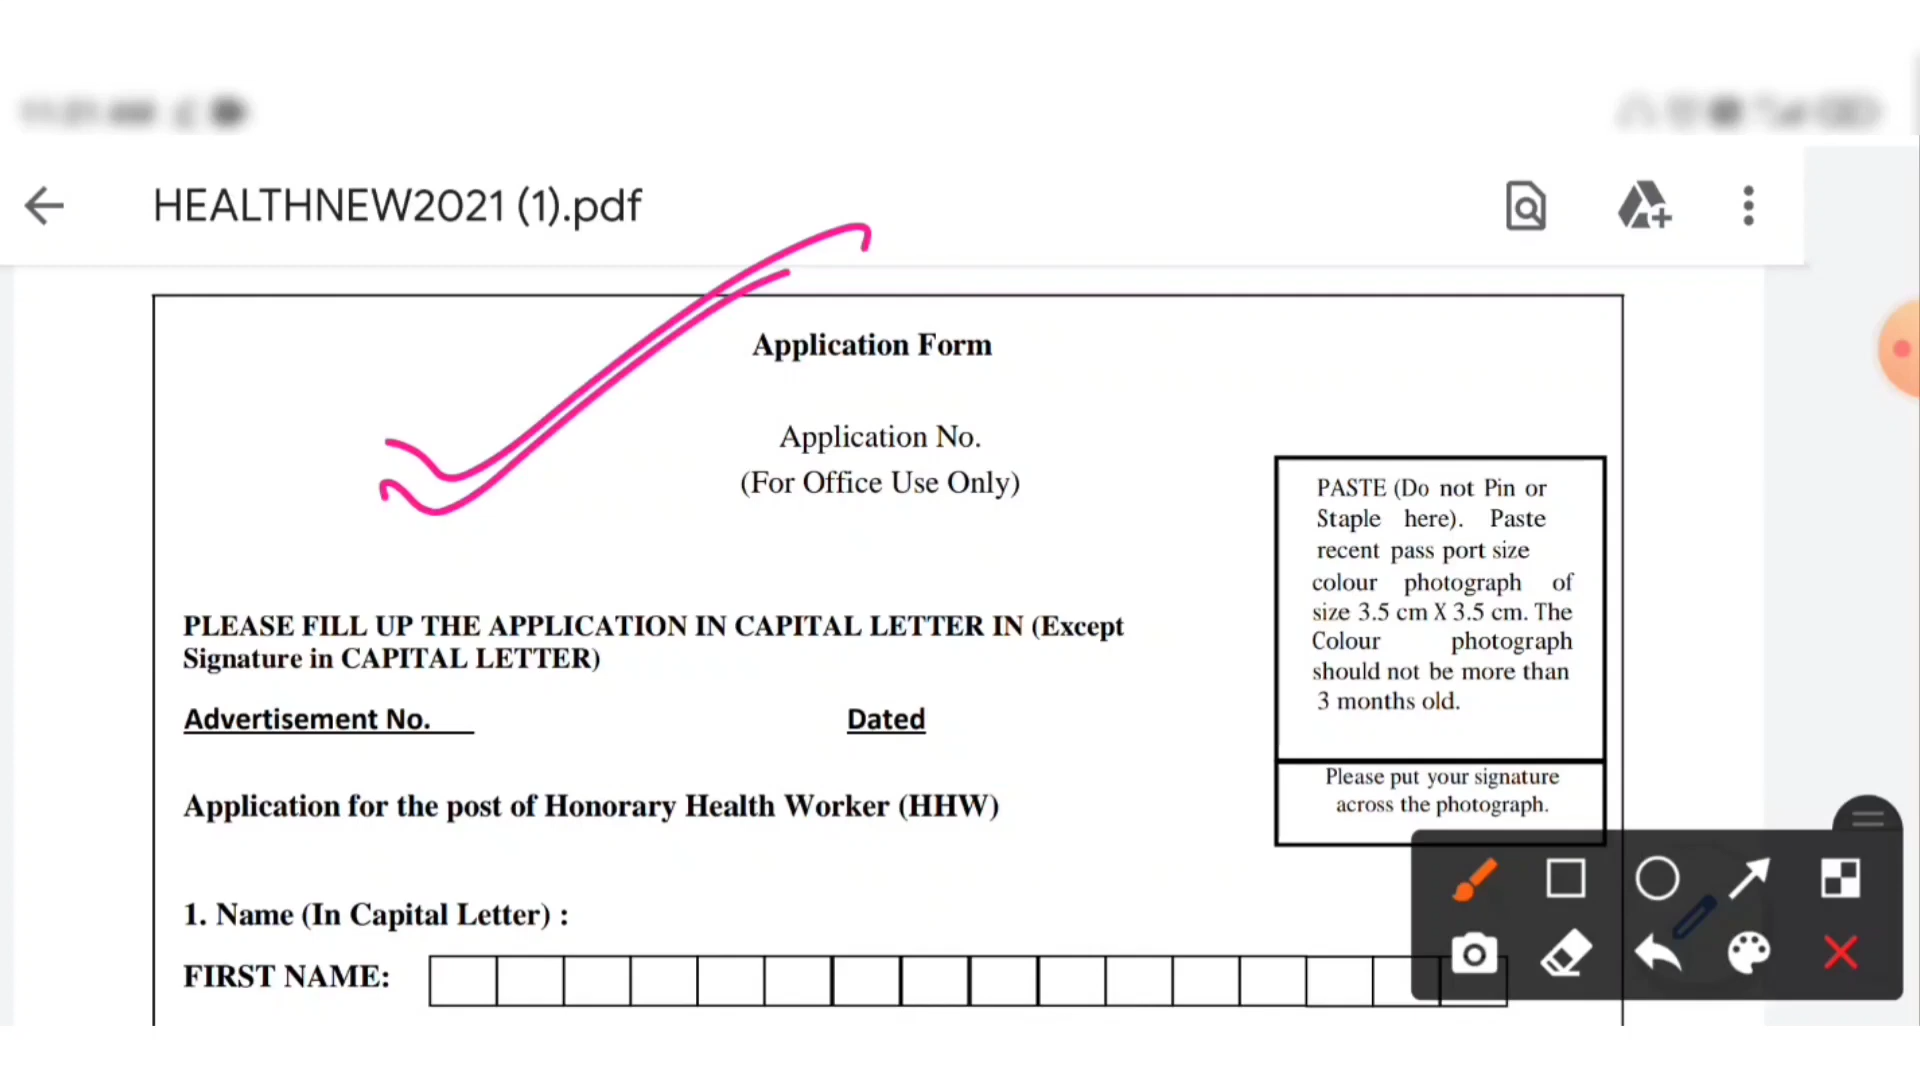 HEALTHNEW2021 (1).pdf
Application Form
Application No.
(For Office Use Only)
PASTE (Do not Pin or
Staple here). Paste
recent pass port size
colour photograph of
size 3.5 cm X 3.5 cm. The
Colour photograph
should not be more than
3 months old.
Please put your signature
across the photograph.
PLEASE FILL UP THE APPLICATION IN CAPITAL LETTER IN (Except
Signature in CAPITAL LETTER)
Advertisement No. Dated
Application for the post of Honorary Health Worker (HHW)
1. Name (In Capital Letter) :
FIRST NAME: